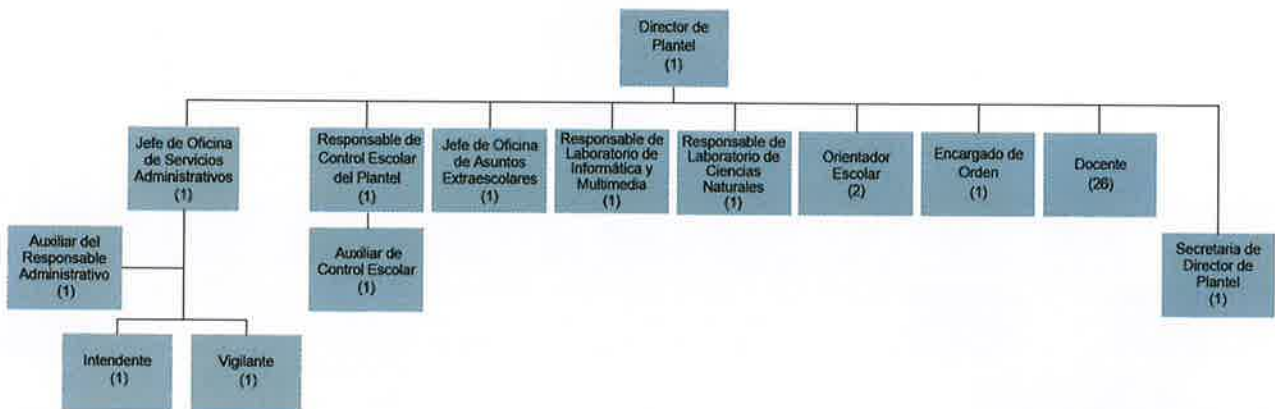 Director de
Plantel
(1)
Jefe de Oficina
de Servicios
Administrativos
(1)
Responsable de
Control Escolar
del Plantel
(1)
Jefe de Oficina
de Asuntos
Extraescolares
(1)
Responsable de
Laboratorio de
Informática y
Multimedia
(1)
Responsable de
Laboratorio de
Ciencias
Naturales
(1)
Orientador
Escolar
(2)
Encargado de
Orden
(1)
Docente
(26)
Auxiliar del
Responsable
Administrativo
(1)
Auxiliar de
Control Escolar
(1)
Secretaria de
Director de
Plantel
(1)
Intendente
(1)
Vigilante
(1)